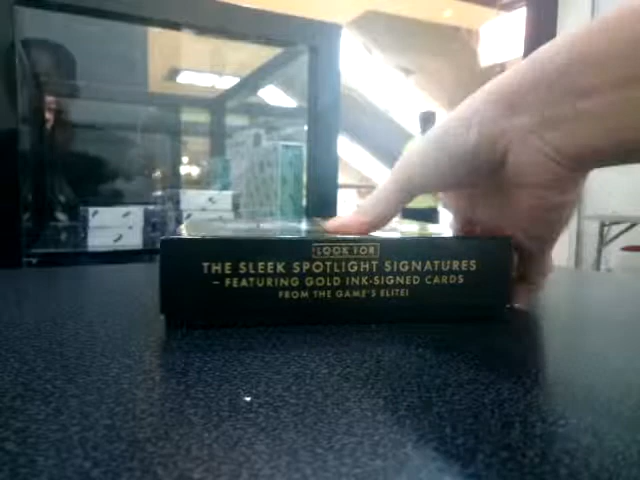 LOOK FOR
THE SLEEK SPOTLIGHT SIGNATURES
– FEATURING GOLD INK-SIGNED CARDS
FROM THE GAME'S ELITE!